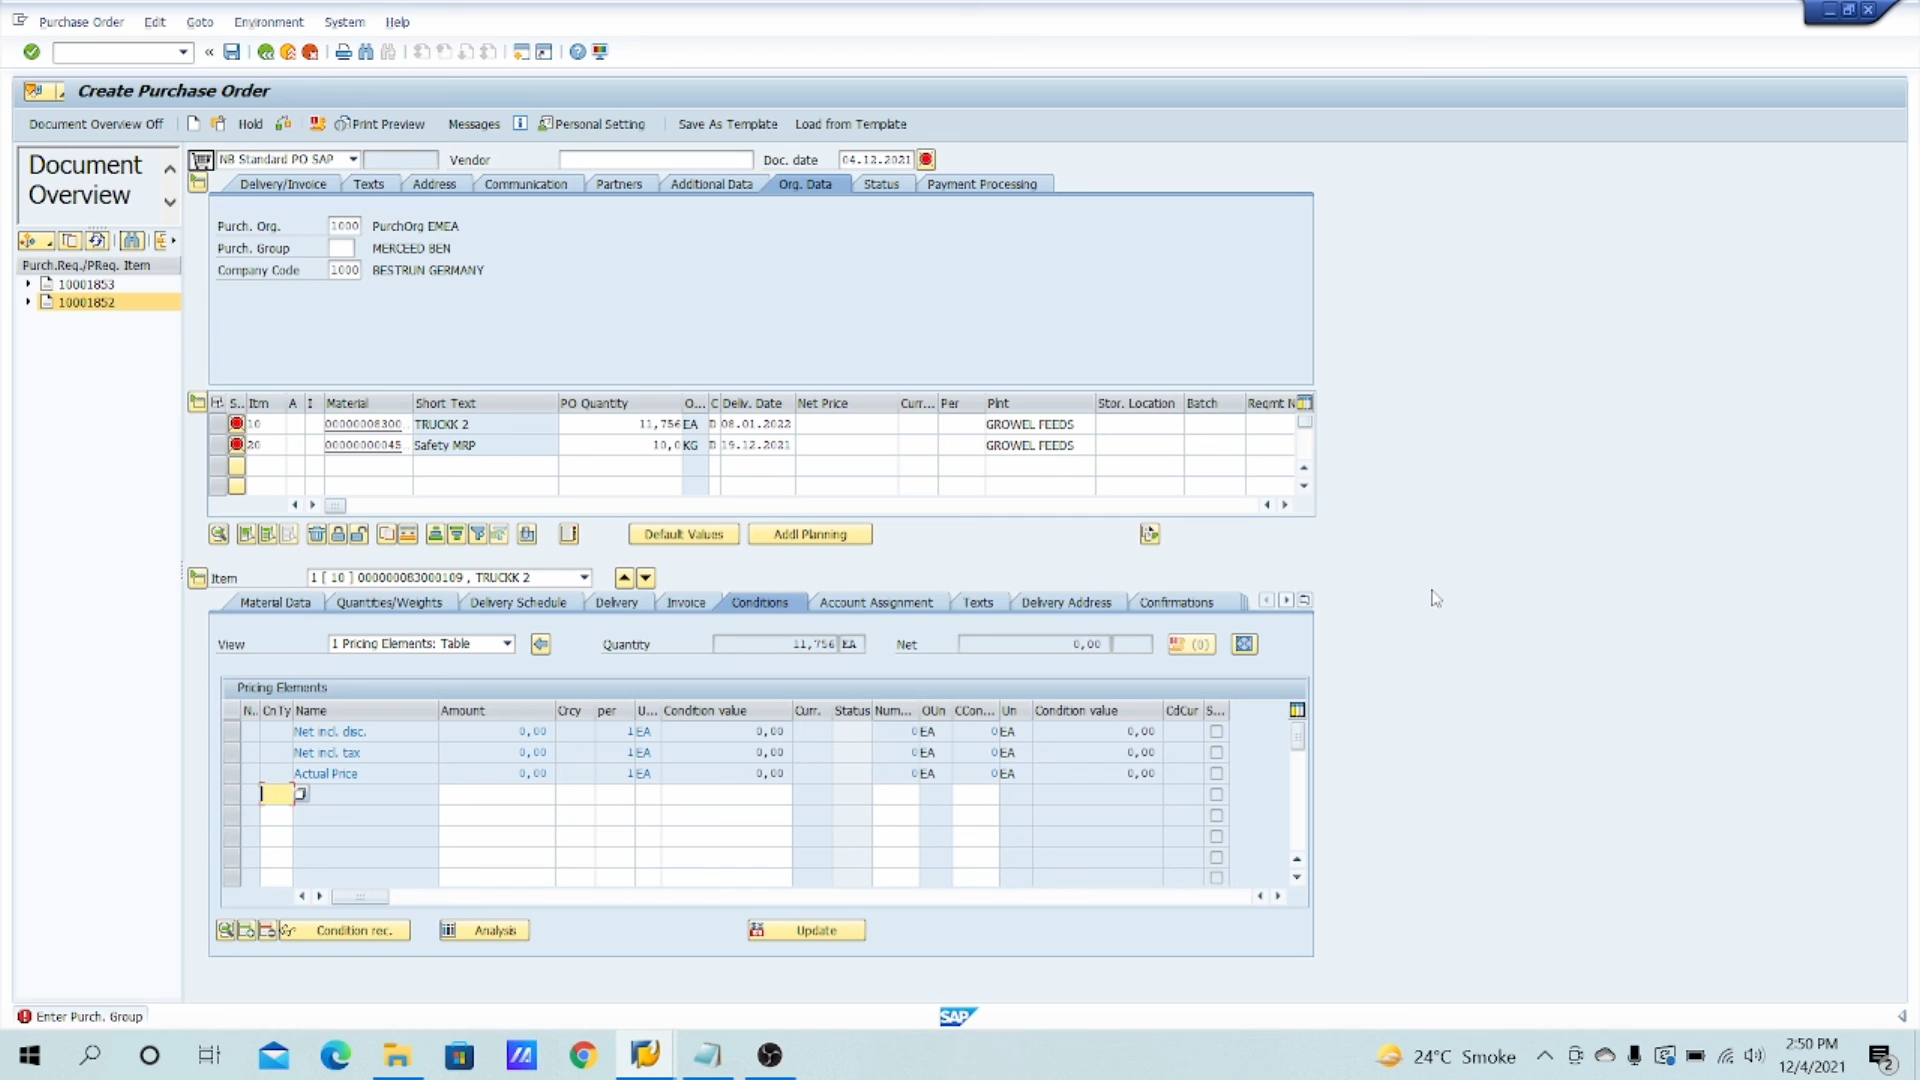 Purchase Order Edit Goto Environment System Help
Create Purchase Order
Document Overview Off Hold Print Preview Messages Personal Setting Save As Template Load from Template
Document Overview
NB Standard PO SAP Vendor Doc. date 04.12.2021
Delivery/Invoice Texts Address Communication Partners Additional Data Org. Data Status Payment Processing
Purch. Org. 1000 PurchOrg EMEA
Purch. Group MERCEED BEN
Company Code 1000 BESTRUN GERMANY
Purch.Req./PReq. Item
10001853
10001852
S.. Itm A I Material Short Text PO Quantity O... C Deliv. Date Net Price Curr... Per Plnt Stor. Location Batch Reqmt N
10 00000008300 TRUCKK 2 11,756 EA D 08.01.2022 GROWEL FEEDS
20 00000000045 Safety MRP 10,0 KG D 19.12.2021 GROWEL FEEDS
Default Values Addl Planning
Item 1 [ 10 ] 000000083000109 , TRUCKK 2
Material Data Quantities/Weights Delivery Schedule Delivery Invoice Conditions Account Assignment Texts Delivery Address Confirmations
View 1 Pricing Elements: Table Quantity 11,756 EA Net 0,00 (0)
Pricing Elements
N.. CnTy Name Amount Crcy per U... Condition value Curr. Status Num... OUn CCon... Un Condition value CdCur S...
Net incl. disc. 0,00 1 EA 0,00 0 EA 0 EA 0,00
Net incl. tax 0,00 1 EA 0,00 0 EA 0 EA 0,00
Actual Price 0,00 1 EA 0,00 0 EA 0 EA 0,00
Condition rec. Analysis Update
Enter Purch. Group SAP
24°C Smoke 2:50 PM
12/4/2021 2